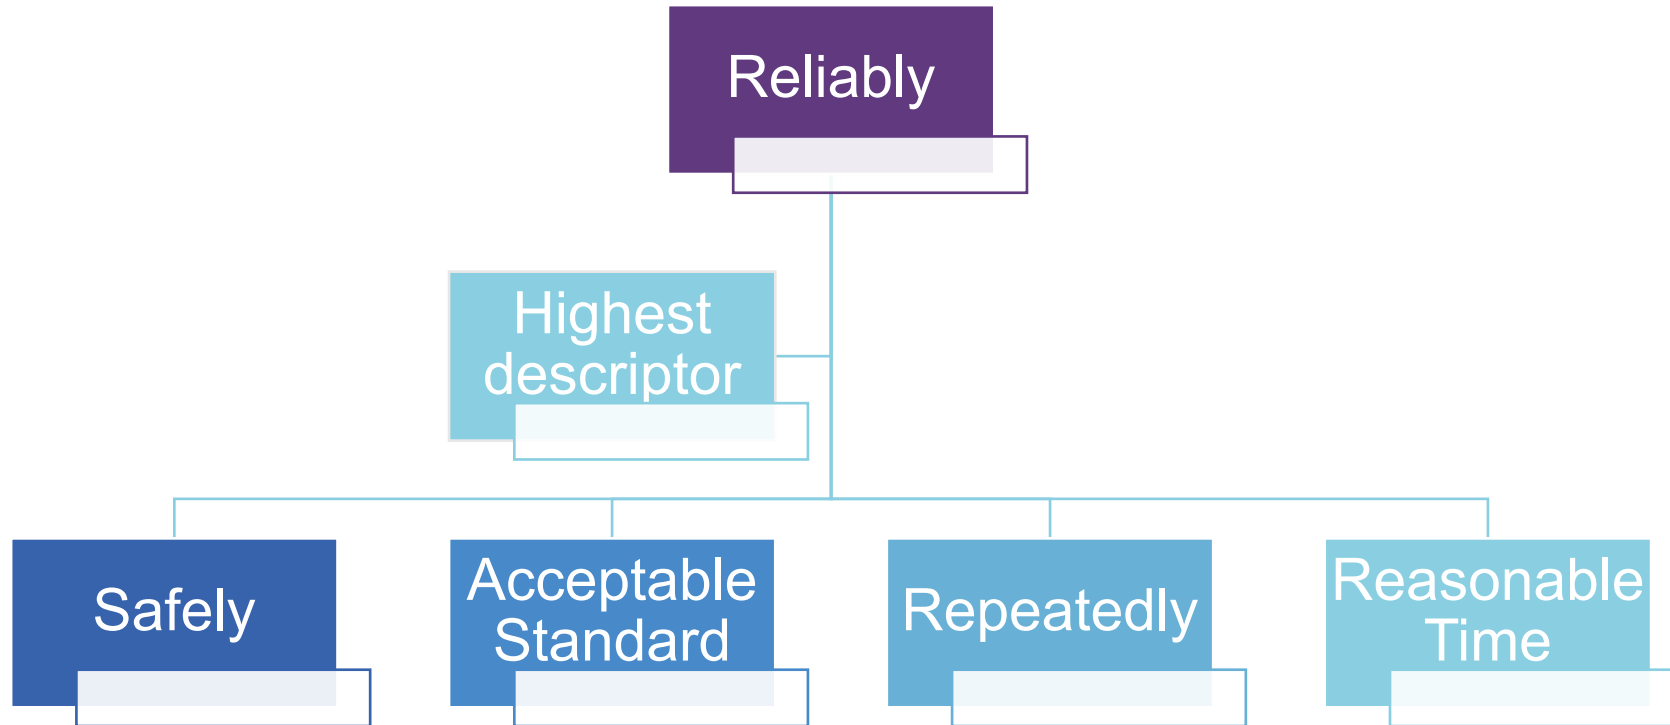 Reliably
Highest
descriptor
Safely
Acceptable
Standard
Repeatedly
Reasonable
Time